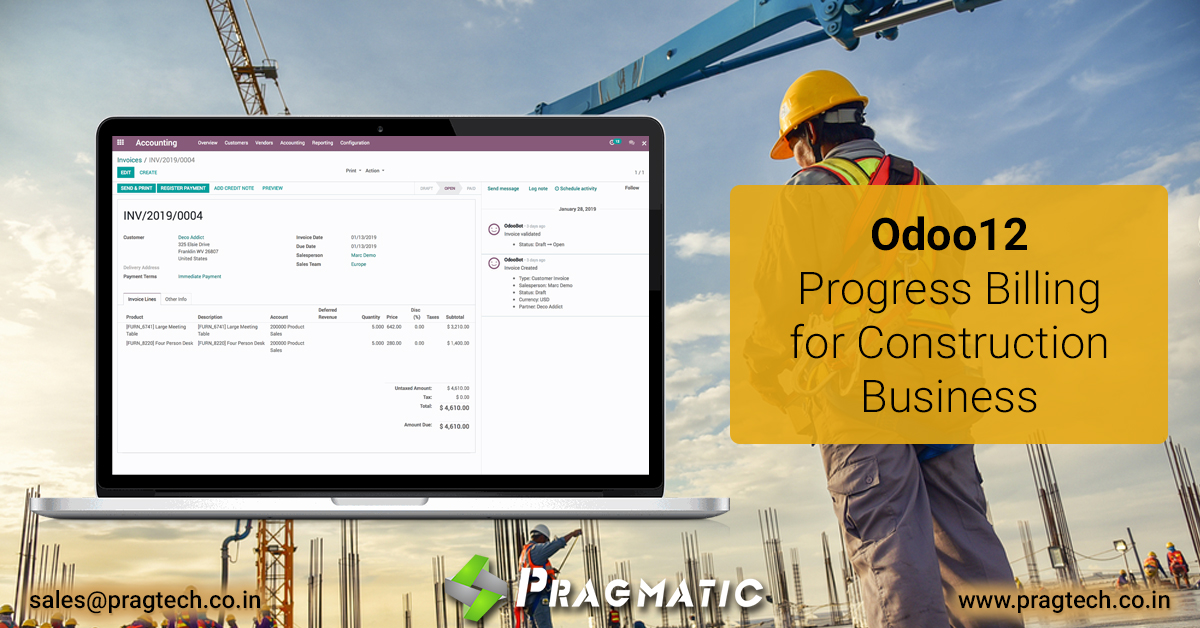 Accounting
Overview Customers Vendors Accounting Reporting Configuration
Invoices / INV/2019/0004
EDIT CREATE
Print Action
1 / 1
SEND & PRINT REGISTER PAYMENT ADD CREDIT NOTE PREVIEW
DRAFT OPEN PAID
INV/2019/0004
Customer Deco Addict
325 Elsie Drive
Franklin WV 26807
United States
Delivery Address
Payment Terms Immediate Payment
Invoice Date 01/13/2019
Due Date 01/13/2019
Salesperson Marc Demo
Sales Team Europe
Invoice Lines Other Info
Product Description Account Deferred Revenue Quantity Price Disc (%) Taxes Subtotal
[FURN_6741] Large Meeting Table [FURN_6741] Large Meeting Table 200000 Product Sales 5.000 642.00 0.00 $ 3,210.00
[FURN_8220] Four Person Desk [FURN_8220] Four Person Desk 200000 Product Sales 5.000 280.00 0.00 $ 1,400.00
Untaxed Amount: $ 4,610.00
Tax: $ 0.00
Total: $ 4,610.00
Amount Due: $ 4,610.00
Send message Log note Schedule activity Follow
January 28, 2019
OdooBot - 3 days ago
Invoice validated
• Status: Draft → Open
OdooBot - 3 days ago
Invoice Created
• Type: Customer Invoice
• Salesperson: Marc Demo
• Status: Draft
• Currency: USD
• Partner: Deco Addict
Odoo12
Progress Billing
for Construction
Business
sales@pragtech.co.in
PRAGMATIC
www.pragtech.co.in